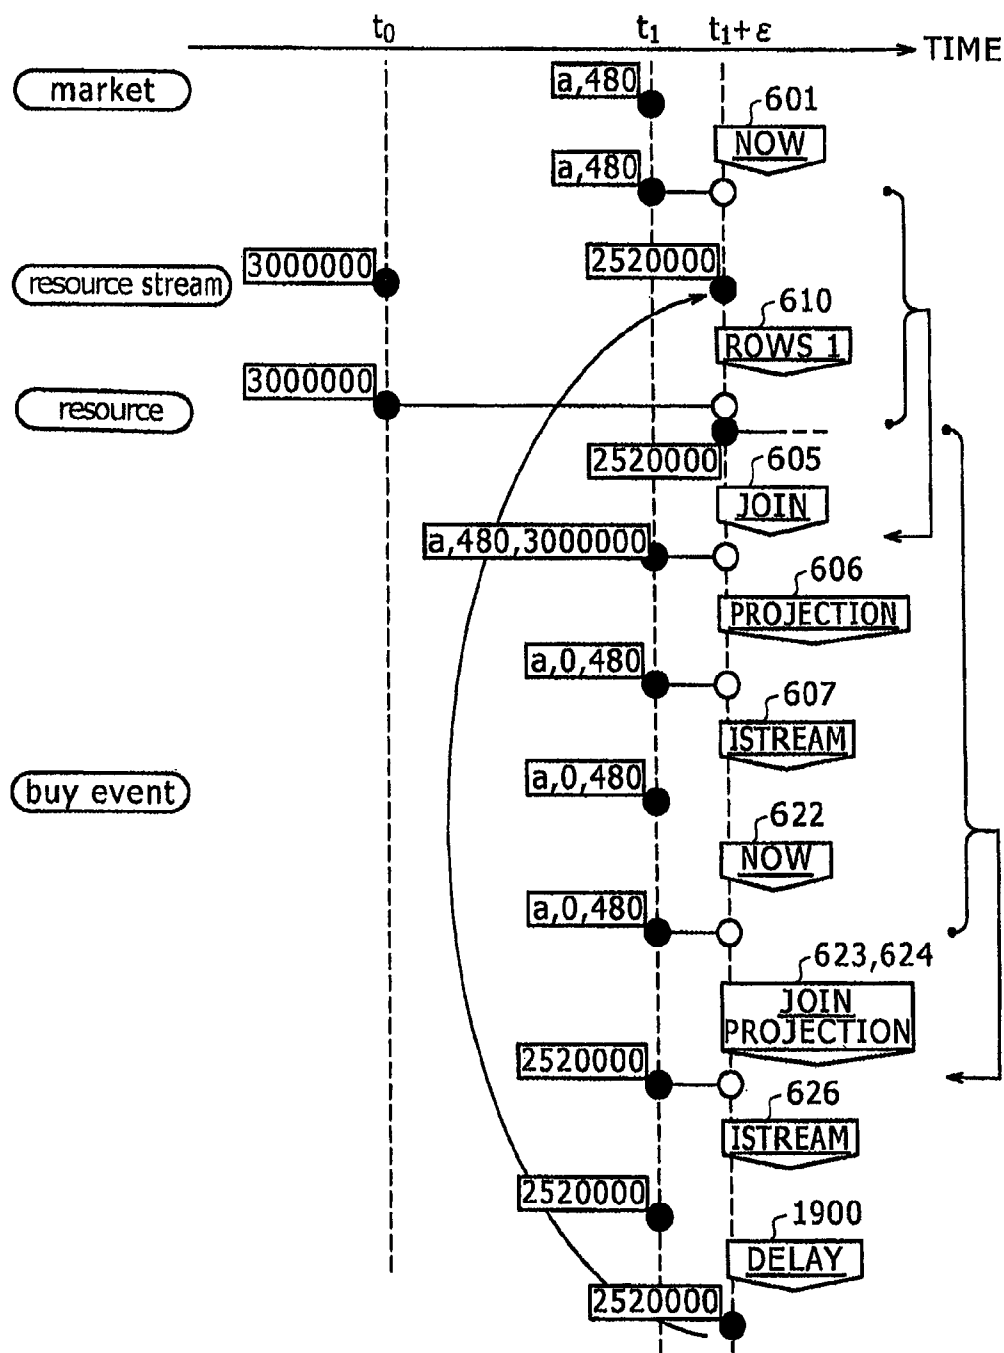 t0 t1 t1+ε
TIME
market
a,480
601
NOW
a,480
resource stream
3000000
2520000
610
ROWS 1
resource
3000000
2520000
605
JOIN
a,480,3000000
606
PROJECTION
a,0,480
607
ISTREAM
buy event
a,0,480
622
NOW
a,0,480
623,624
JOIN
PROJECTION
2520000
626
ISTREAM
2520000
1900
DELAY
2520000